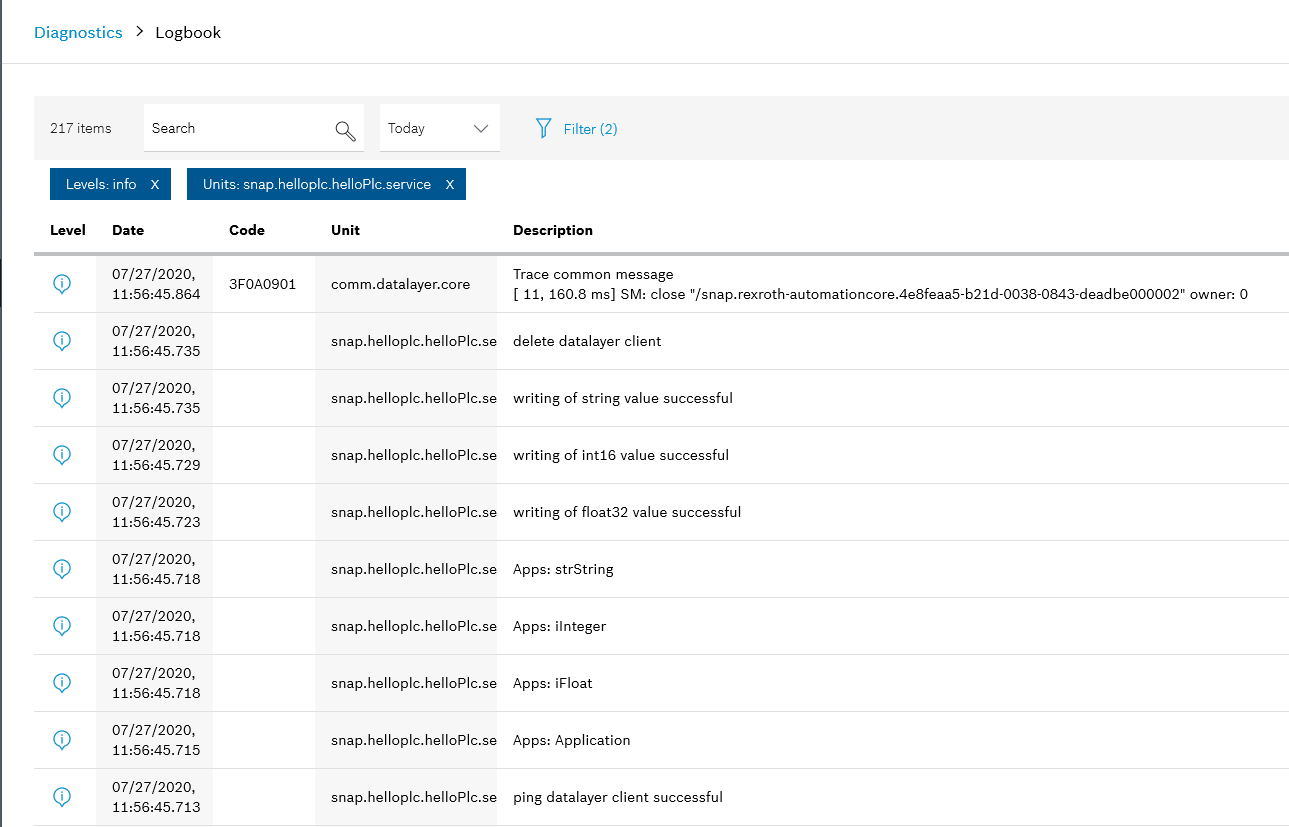 Diagnostics > Logbook
217 items Search Today Filter (2)
Levels: info X Units: snap.helloplc.helloPlc.service X
Level Date Code Unit Description
07/27/2020, Trace common message
11:56:45.864 3F0A0901 comm.datalayer.core [ 11, 160.8 ms] SM: close "/snap.rexroth-automationcore.4e8feaa5-b21d-0038-0843-deadbe000002" owner: 0
07/27/2020,
11:56:45.735 snap.helloplc.helloPlc.se delete datalayer client
07/27/2020,
11:56:45.735 snap.helloplc.helloPlc.se writing of string value successful
07/27/2020,
11:56:45.729 snap.helloplc.helloPlc.se writing of int16 value successful
07/27/2020,
11:56:45.723 snap.helloplc.helloPlc.se writing of float32 value successful
07/27/2020,
11:56:45.718 snap.helloplc.helloPlc.se Apps: strString
07/27/2020,
11:56:45.718 snap.helloplc.helloPlc.se Apps: iInteger
07/27/2020,
11:56:45.718 snap.helloplc.helloPlc.se Apps: iFloat
07/27/2020,
11:56:45.715 snap.helloplc.helloPlc.se Apps: Application
07/27/2020,
11:56:45.713 snap.helloplc.helloPlc.se ping datalayer client successful